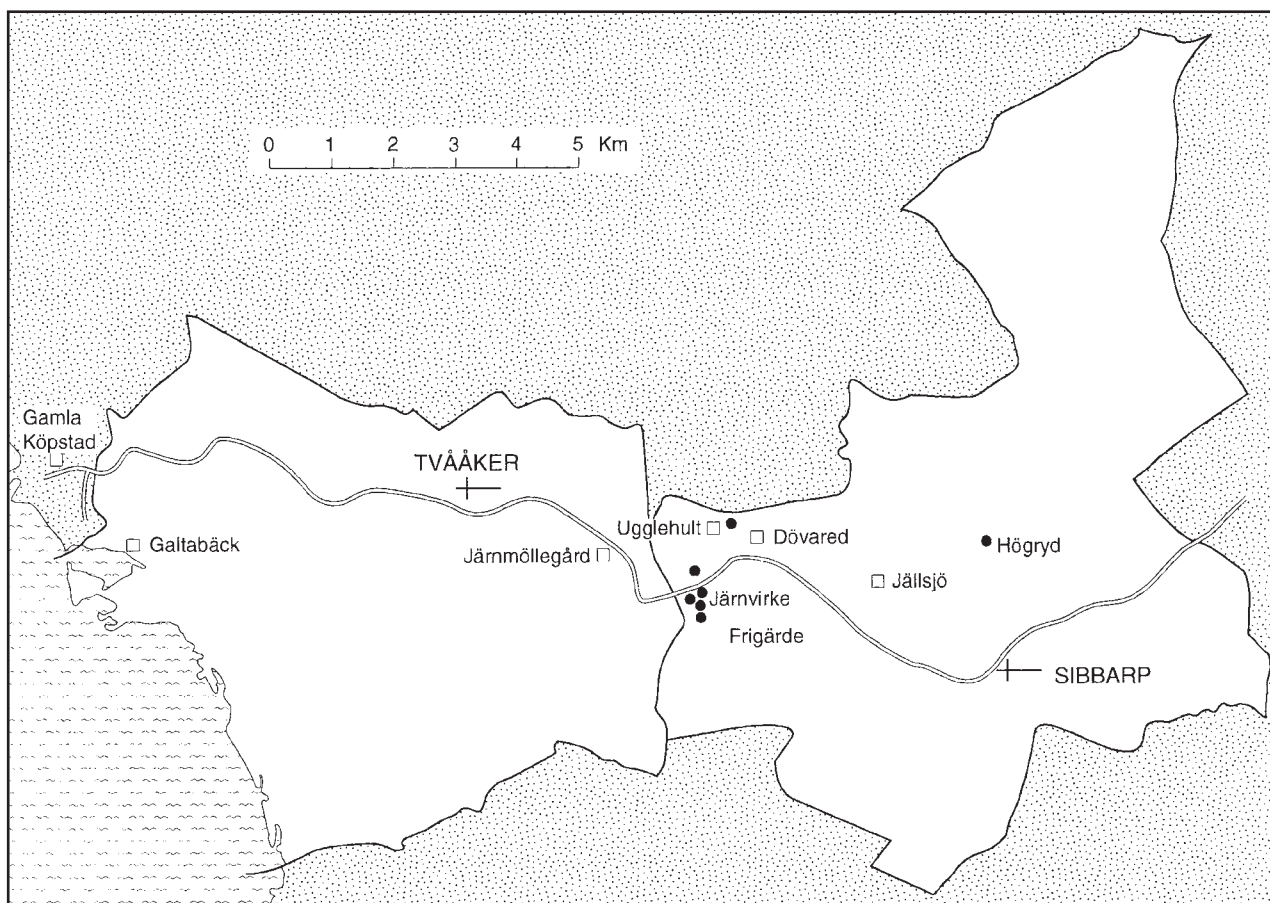 0 1 2 3 4 5 Km
Gamla
Köpstad
TVÅÅKER
Galtabäck
Järnmöllegård
Ugglehult
Dövared
Högryd
Jällsjö
Järnvirke
Frigärde
SIBBARP